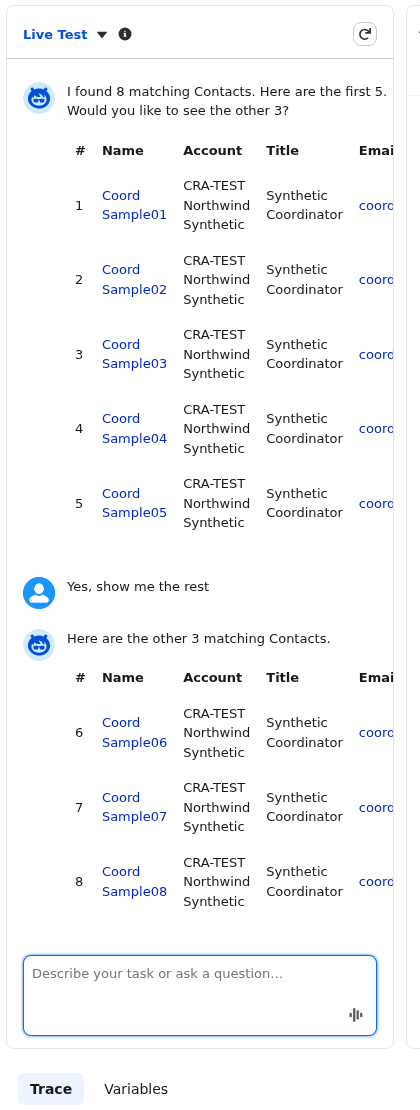 Live Test
I found 8 matching Contacts. Here are the first 5.
Would you like to see the other 3?
# Name Account Title Emai
1 Coord Sample01 CRA-TEST Northwind Synthetic Synthetic Coordinator coord
2 Coord Sample02 CRA-TEST Northwind Synthetic Synthetic Coordinator coord
3 Coord Sample03 CRA-TEST Northwind Synthetic Synthetic Coordinator coord
4 Coord Sample04 CRA-TEST Northwind Synthetic Synthetic Coordinator coord
5 Coord Sample05 CRA-TEST Northwind Synthetic Synthetic Coordinator coord
Yes, show me the rest
Here are the other 3 matching Contacts.
# Name Account Title Emai
6 Coord Sample06 CRA-TEST Northwind Synthetic Synthetic Coordinator coord
7 Coord Sample07 CRA-TEST Northwind Synthetic Synthetic Coordinator coord
8 Coord Sample08 CRA-TEST Northwind Synthetic Synthetic Coordinator coord
Describe your task or ask a question...
Trace Variables